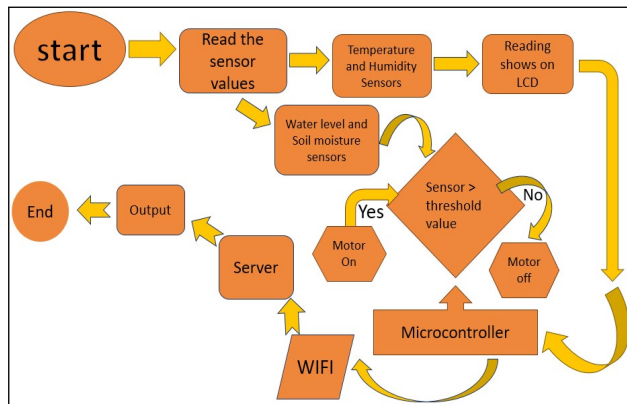 start
Read the
sensor
values
Temperature
and Humidity
Sensors
Reading
shows on
LCD
Water level and
Soil moisture
sensors
Sensor >
threshold
value
Yes
No
Motor
On
Motor
off
Microcontroller
WIFI
Server
Output
End